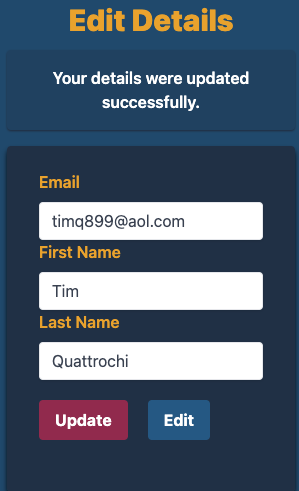 Edit Details
Your details were updated
successfully.
Email
timq899@aol.com
First Name
Tim
Last Name
Quattrochi
Update Edit